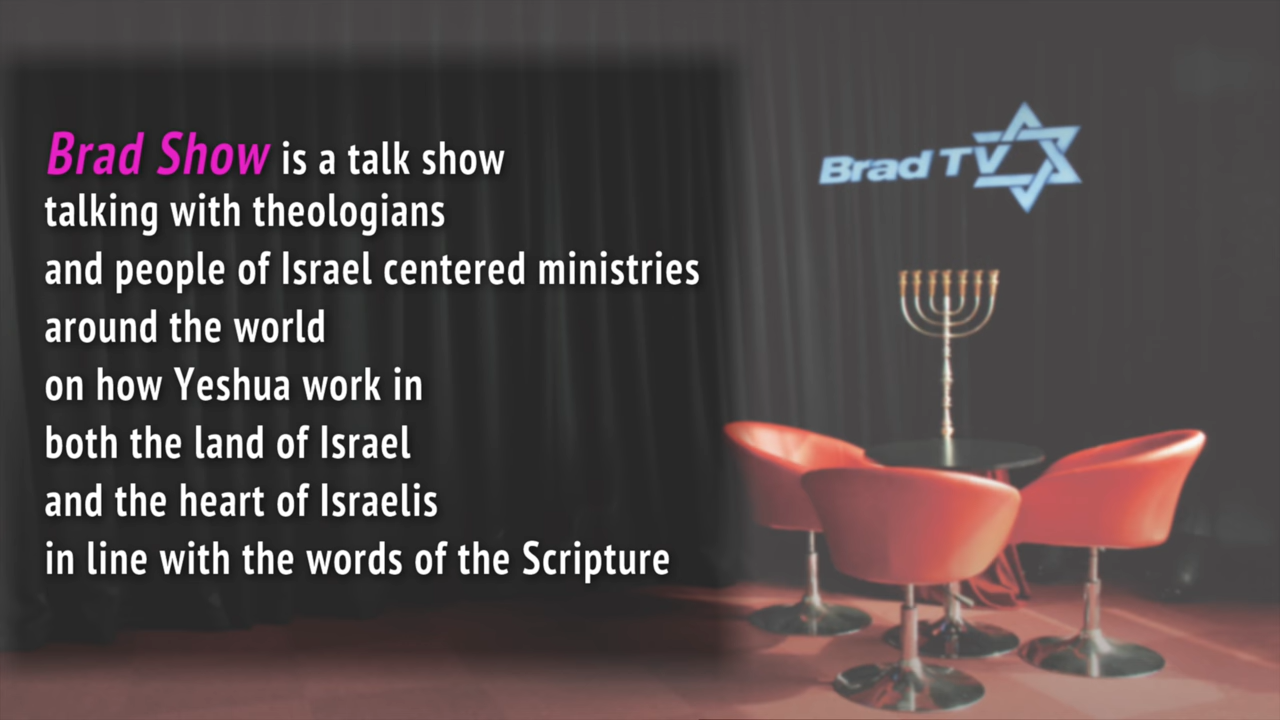 Brad Show is a talk show
talking with theologians
and people of Israel centered ministries
around the world
on how Yeshua work in
both the land of Israel
and the heart of Israelis
in line with the words of the Scripture
Brad TV